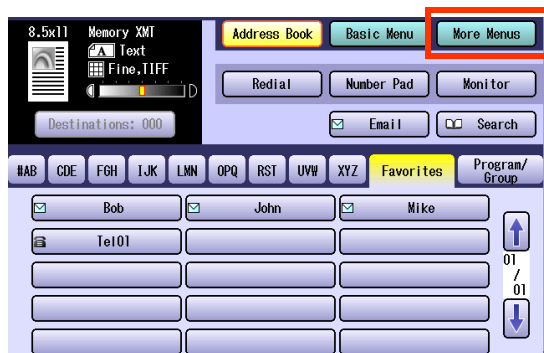 8.5x11 Memory XMT
A Text
Fine,TIFF
D
Destinations: 000
Address Book Basic Menu More Menus
Redial Number Pad Monitor
Email Search
#AB CDE FGH IJK LMN OPQ RST UVW XYZ Favorites Program/
Group
Bob John Mike
Tel01
01
/
01